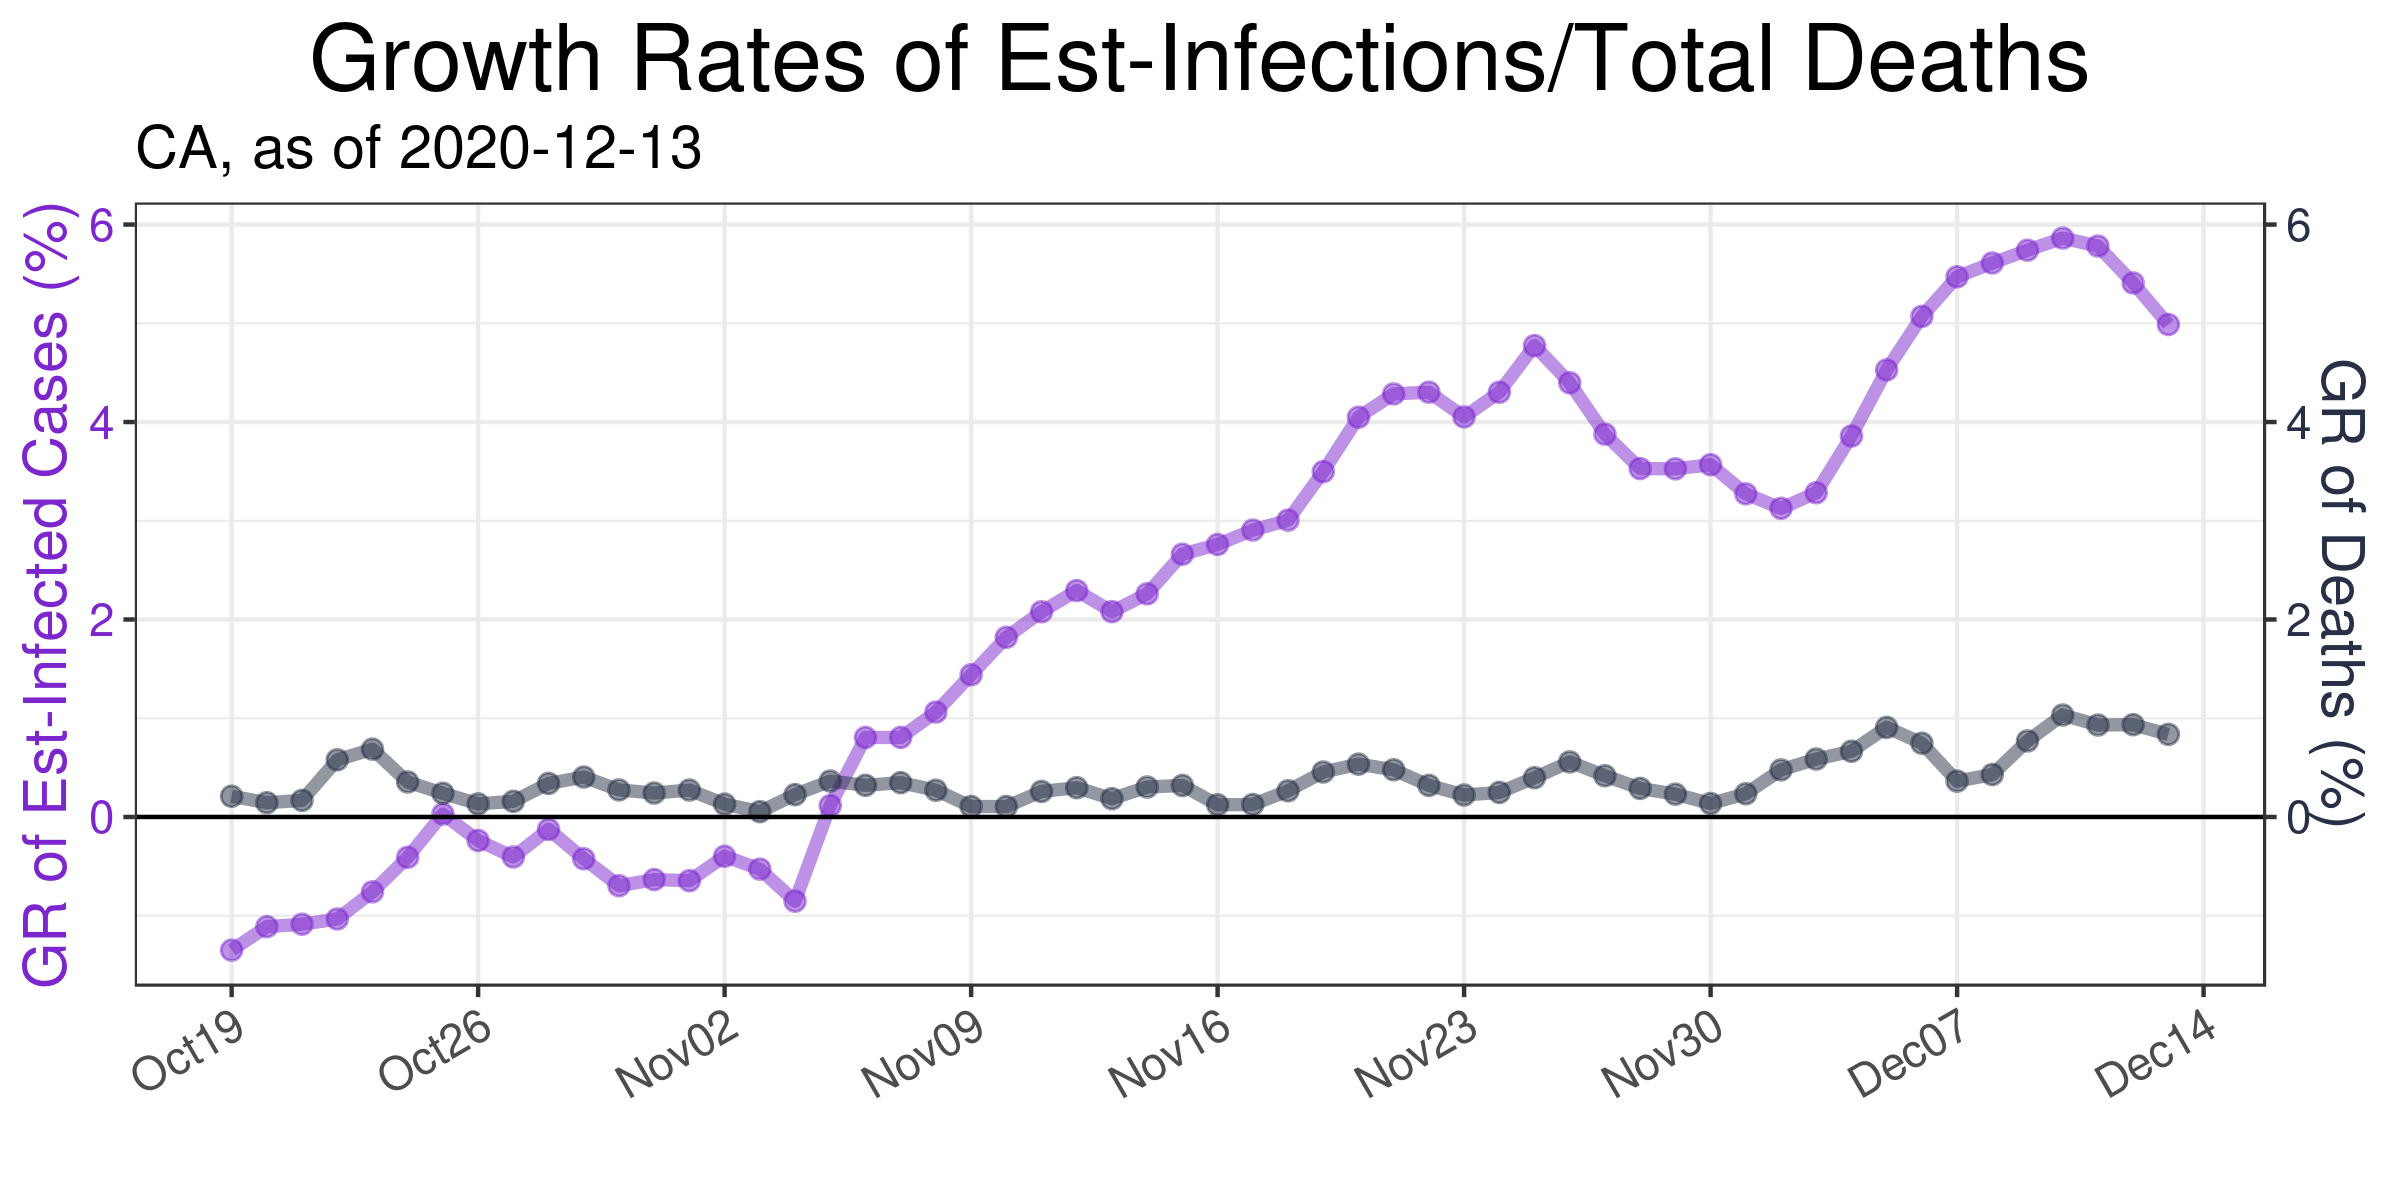 Growth Rates of Est-Infections/Total Deaths
CA, as of 2020-12-13
GR of Est-Infected Cases (%)
6
4
2
0
6
4
2
0
GR of Deaths (%)
Oct19
Oct26
Nov02
Nov09
Nov16
Nov23
Nov30
Dec07
Dec14